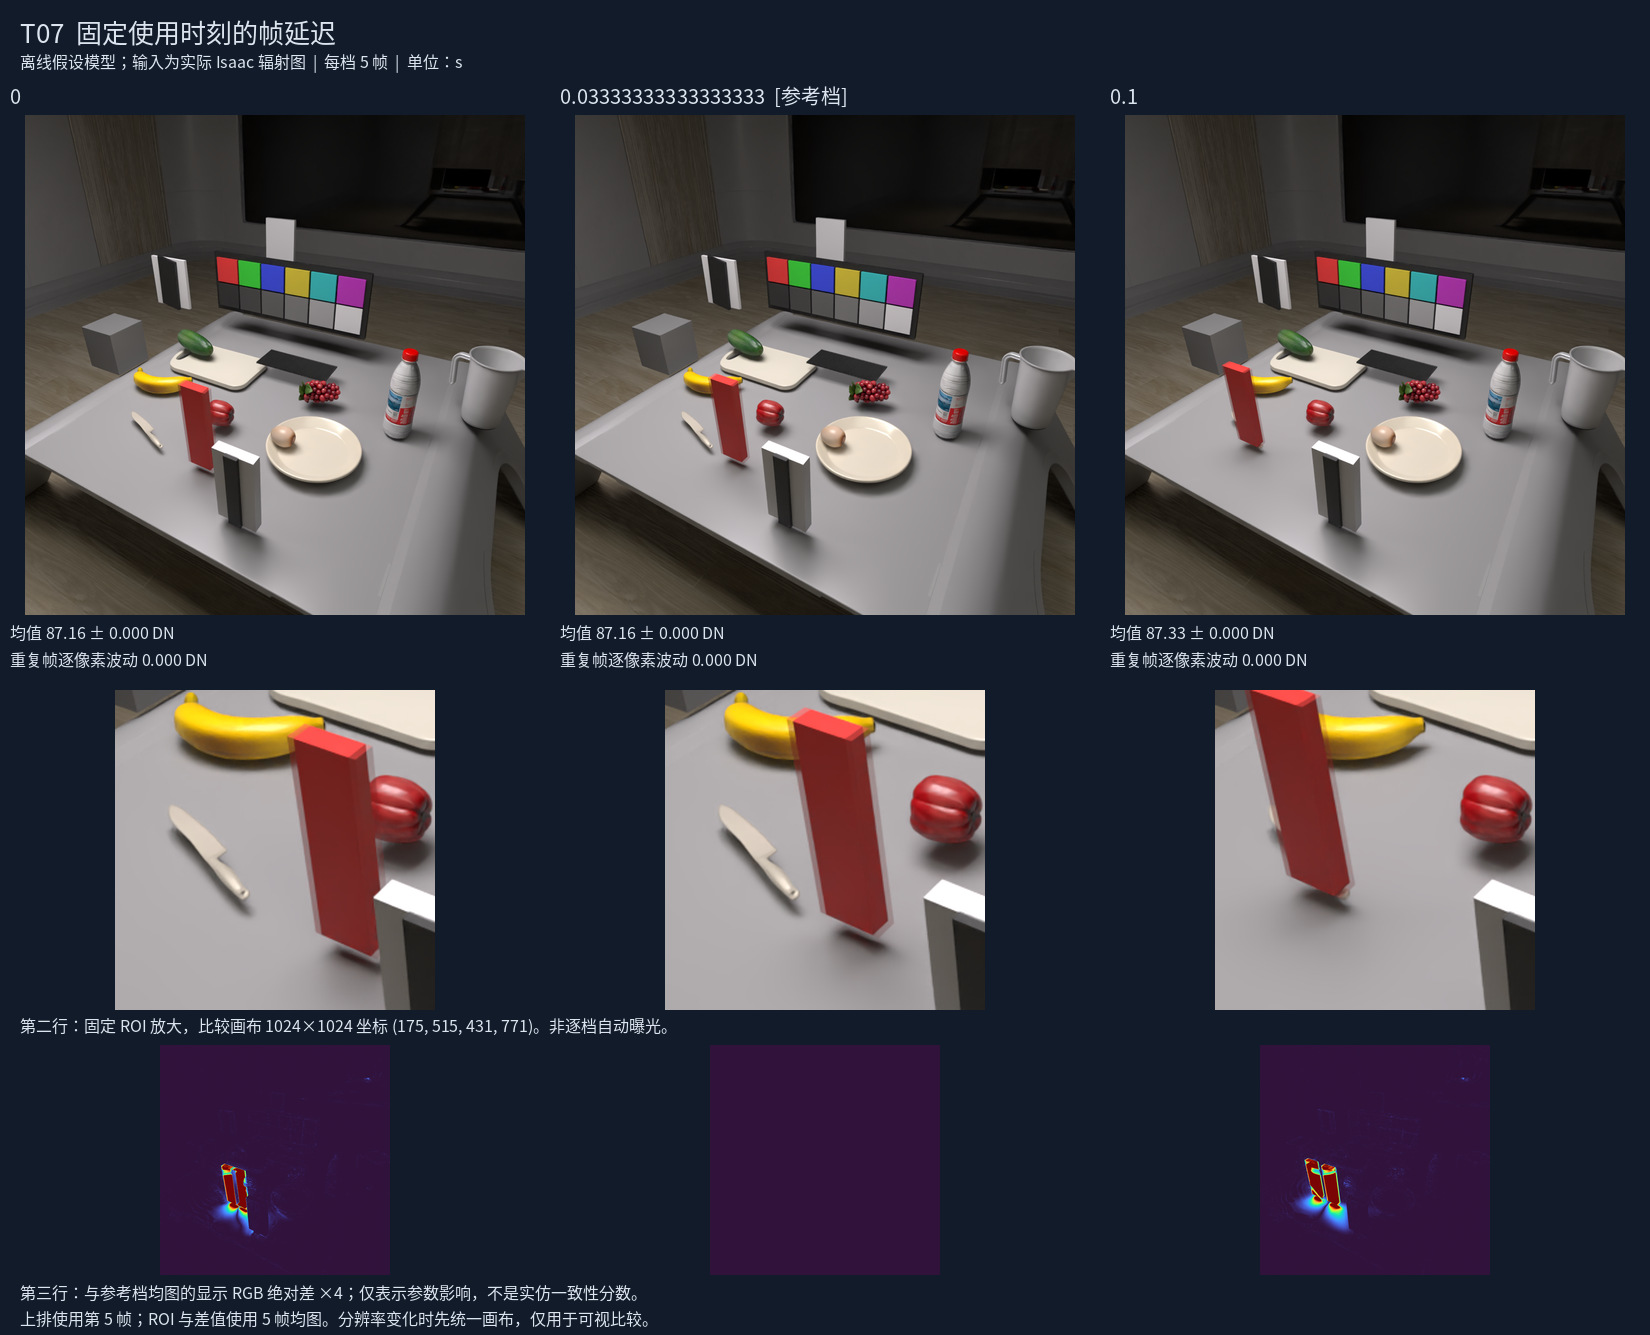 T07 固定使用时刻的帧延迟
离线假设模型；输入为实际 Isaac 辐射图 | 每档 5 帧 | 单位：s
0
0.03333333333333333 [参考档]
0.1
均值 87.16 ± 0.000 DN
重复帧逐像素波动 0.000 DN
均值 87.16 ± 0.000 DN
重复帧逐像素波动 0.000 DN
均值 87.33 ± 0.000 DN
重复帧逐像素波动 0.000 DN
第二行：固定 ROI 放大，比较画布 1024×1024 坐标 (175, 515, 431, 771)。非逐档自动曝光。
第三行：与参考档均图的显示 RGB 绝对差 ×4；仅表示参数影响，不是实仿一致性分数。
上排使用第 5 帧；ROI 与差值使用 5 帧均图。分辨率变化时先统一画布，仅用于可视比较。